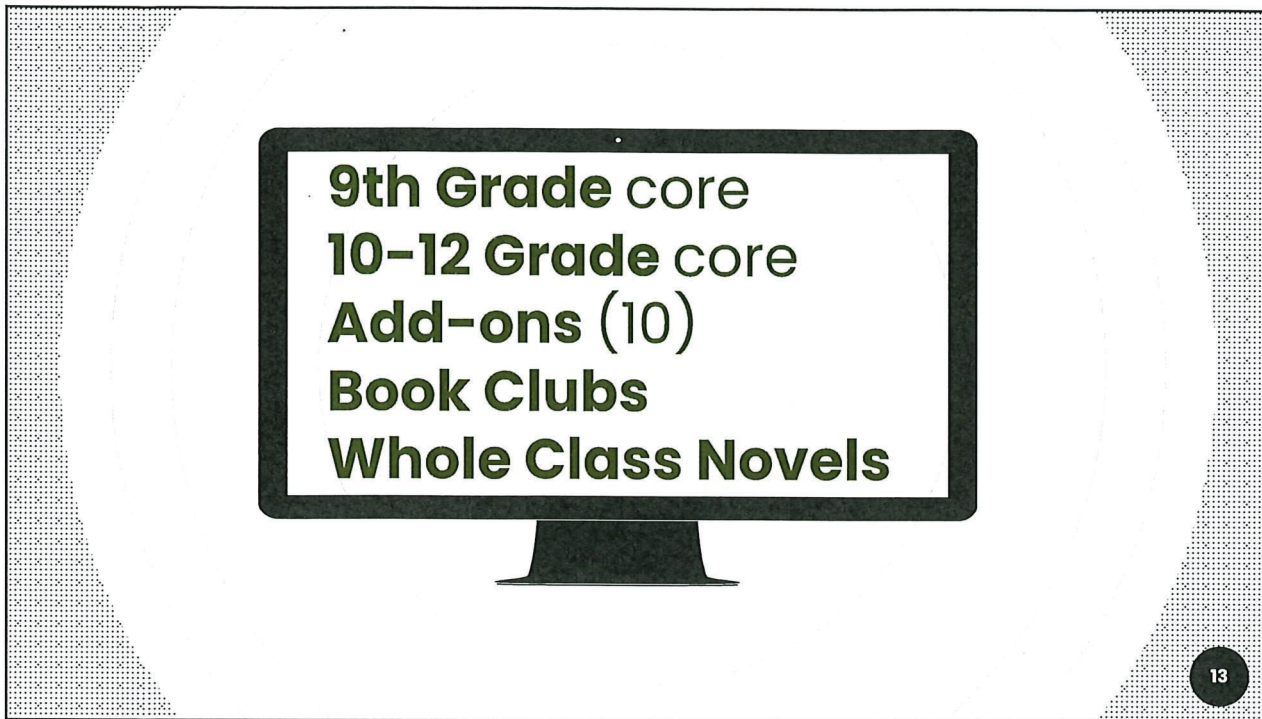 9th Grade core
10-12 Grade core
Add-ons (10)
Book Clubs
Whole Class Novels
13